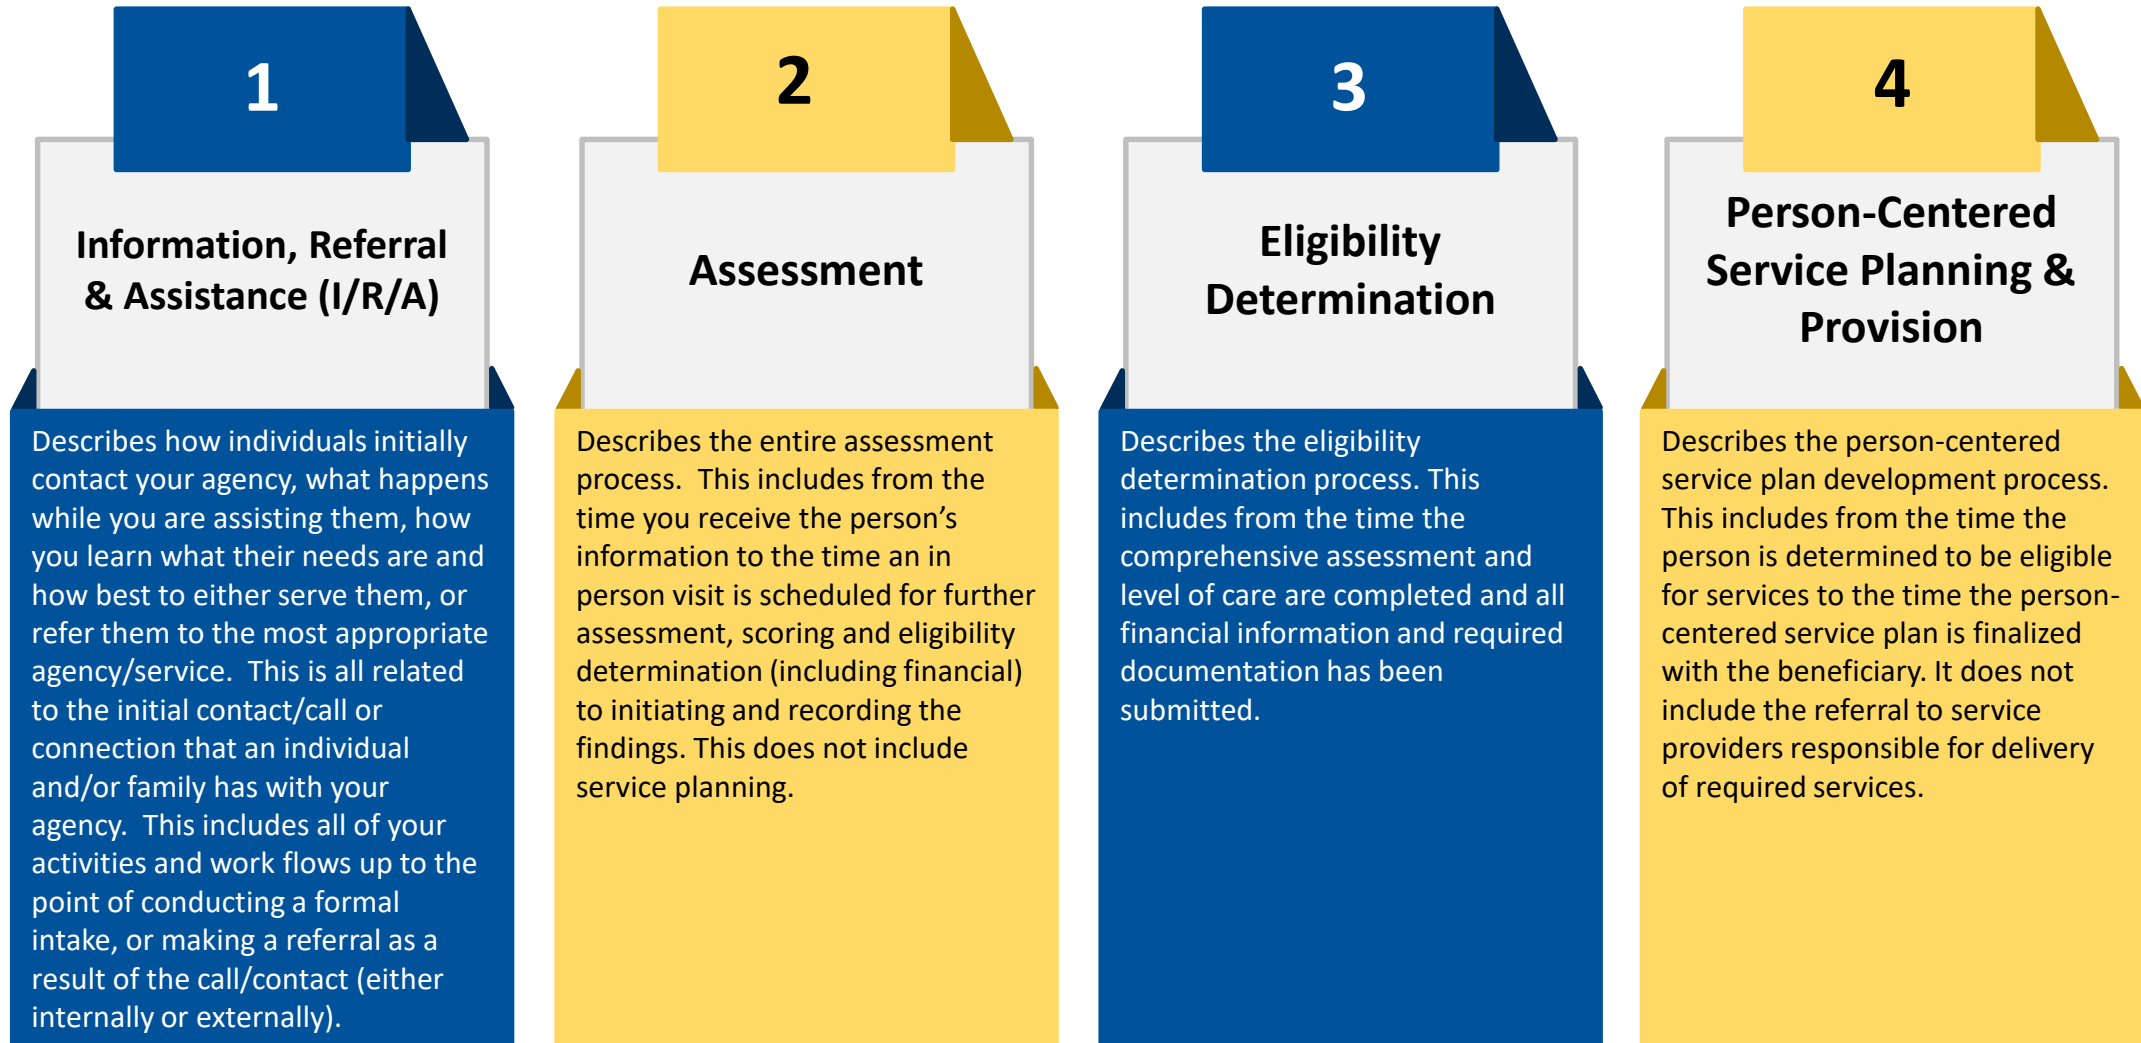 1
Information, Referral
& Assistance (I/R/A)
Describes how individuals initially
contact your agency, what happens
while you are assisting them, how
you learn what their needs are and
how best to either serve them, or
refer them to the most appropriate
agency/service.  This is all related
to the initial contact/call or
connection that an individual
and/or family has with your
agency.  This includes all of your
activities and work flows up to the
point of conducting a formal
intake, or making a referral as a
result of the call/contact (either
internally or externally).
2
Assessment
Describes the entire assessment
process.  This includes from the
time you receive the person’s
information to the time an in
person visit is scheduled for further
assessment, scoring and eligibility
determination (including financial)
to initiating and recording the
findings. This does not include
service planning.
3
Eligibility
Determination
Describes the eligibility
determination process. This
includes from the time the
comprehensive assessment and
level of care are completed and all
financial information and required
documentation has been
submitted.
4
Person-Centered
Service Planning &
Provision
Describes the person-centered
service plan development process.
This includes from the time the
person is determined to be eligible
for services to the time the person-
centered service plan is finalized
with the beneficiary. It does not
include the referral to service
providers responsible for delivery
of required services.